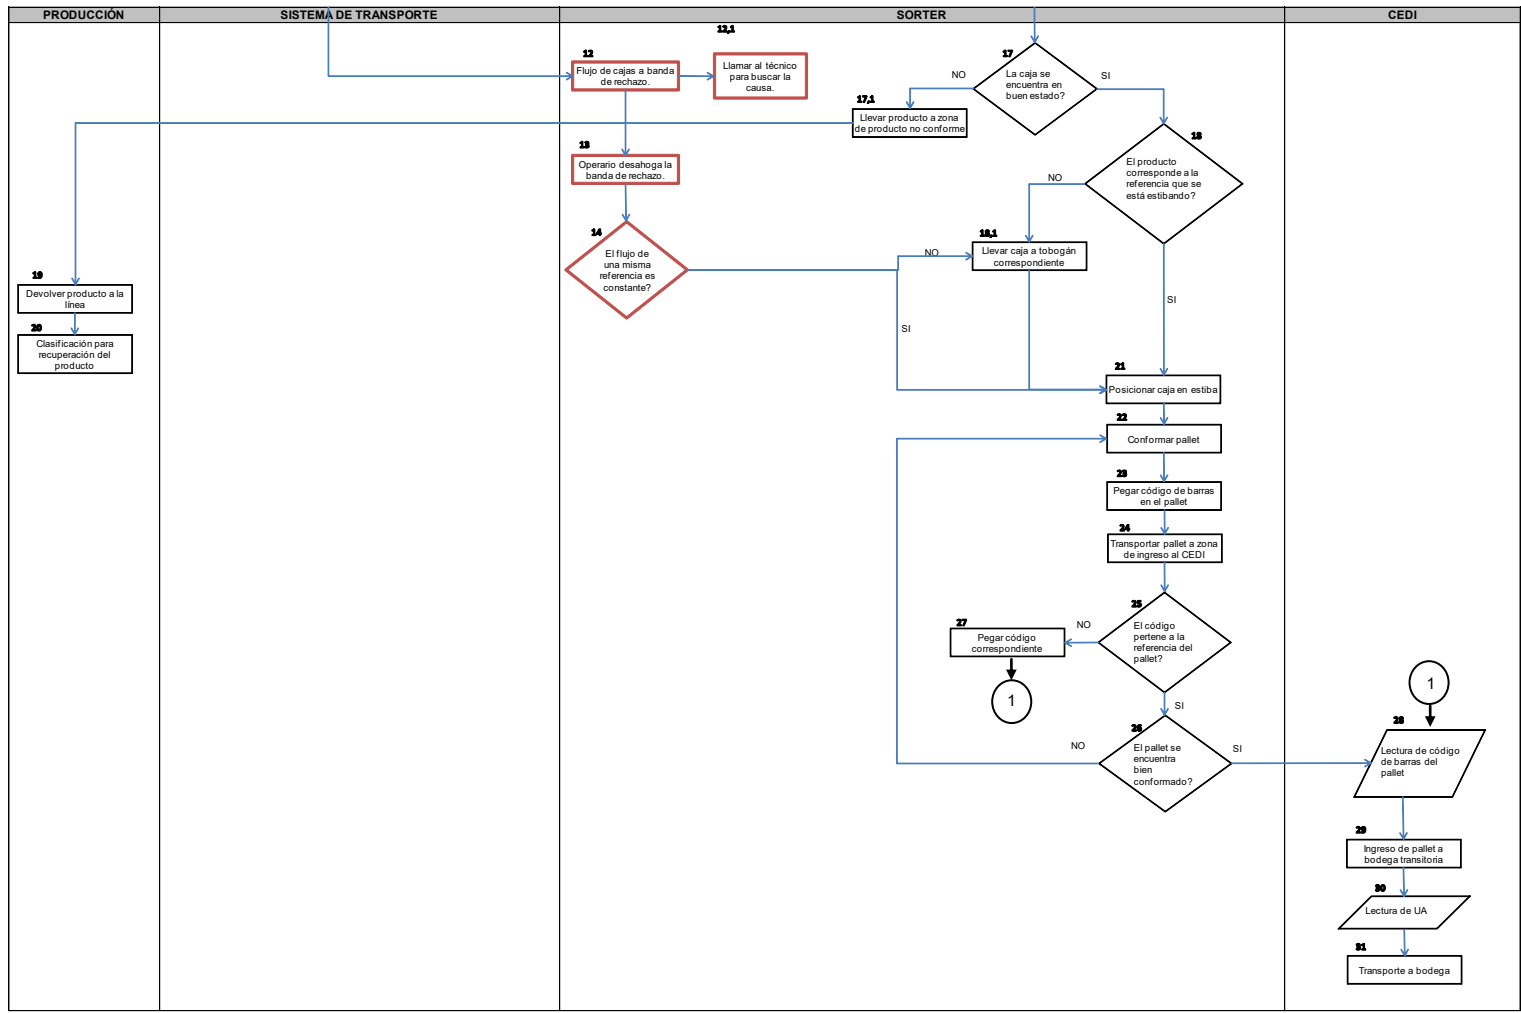 PRODUCCIÓN
SISTEMA DE TRANSPORTE
SORTER
CEDI
12,1
12
Flujo de cajas a banda
de rechazo.
Llamar al técnico
para buscar la
causa.
17
La caja se
encuentra en
buen estado?
NO
SI
17,1
Llevar producto a zona
de producto no conforme
13
Operario desahoga la
banda de rechazo.
18
El producto
corresponde a la
referencia que se
está estibando?
NO
14
El flujo de
una misma
referencia es
constante?
18,1
Llevar caja a tobogán
correspondiente
NO
SI
SI
19
Devolver producto a la
línea
20
Clasificación para
recuperación del
producto
21
Posicionar caja en estiba
22
Conformar pallet
23
Pegar código de barras
en el pallet
24
Transportar pallet a zona
de ingreso al CEDI
25
El código
pertene a la
referencia del
pallet?
NO
SI
27
Pegar código
correspondiente
1
26
El pallet se
encuentra
bien
conformado?
NO
SI
1
28
Lectura de código
de barras del
pallet
29
Ingreso de pallet a
bodega transitoria
30
Lectura de UA
31
Transporte a bodega